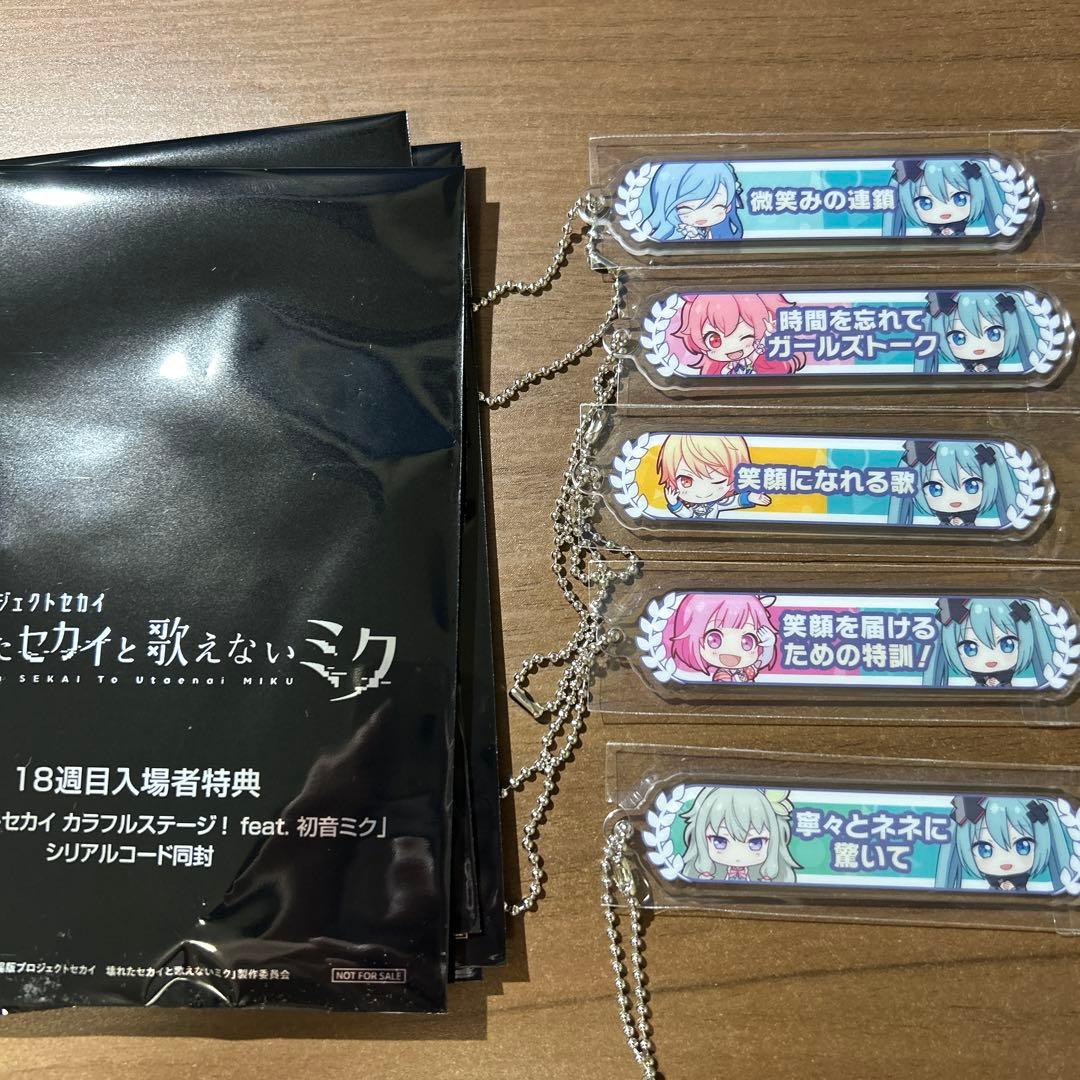 ジェクトセカイ
たセカイと歌えないミク
SEKAI To Utaenai MIKU
18週目入場者特典
セカイ カラフルステージ! feat. 初音ミク」
シリアルコード同封
版プロジェクトセカイ 壊れたセカイと歌えないミク」製作委員会
NOT FOR SALE
微笑みの連鎖
時間を忘れて
ガールズトーク
笑顔になれる歌
笑顔を届ける
ための特訓!
寧々とネネに
驚いて